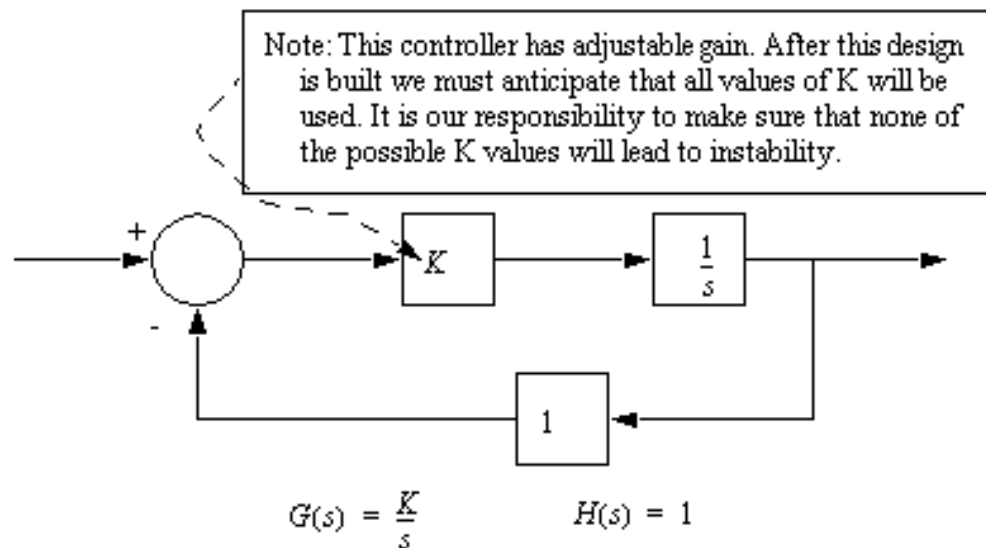 Note: This controller has adjustable gain. After this design
is built we must anticipate that all values of K will be
used. It is our responsibility to make sure that none of
the possible K values will lead to instability.
+
K
1
s
-
1
G(s) = K/s
H(s) = 1